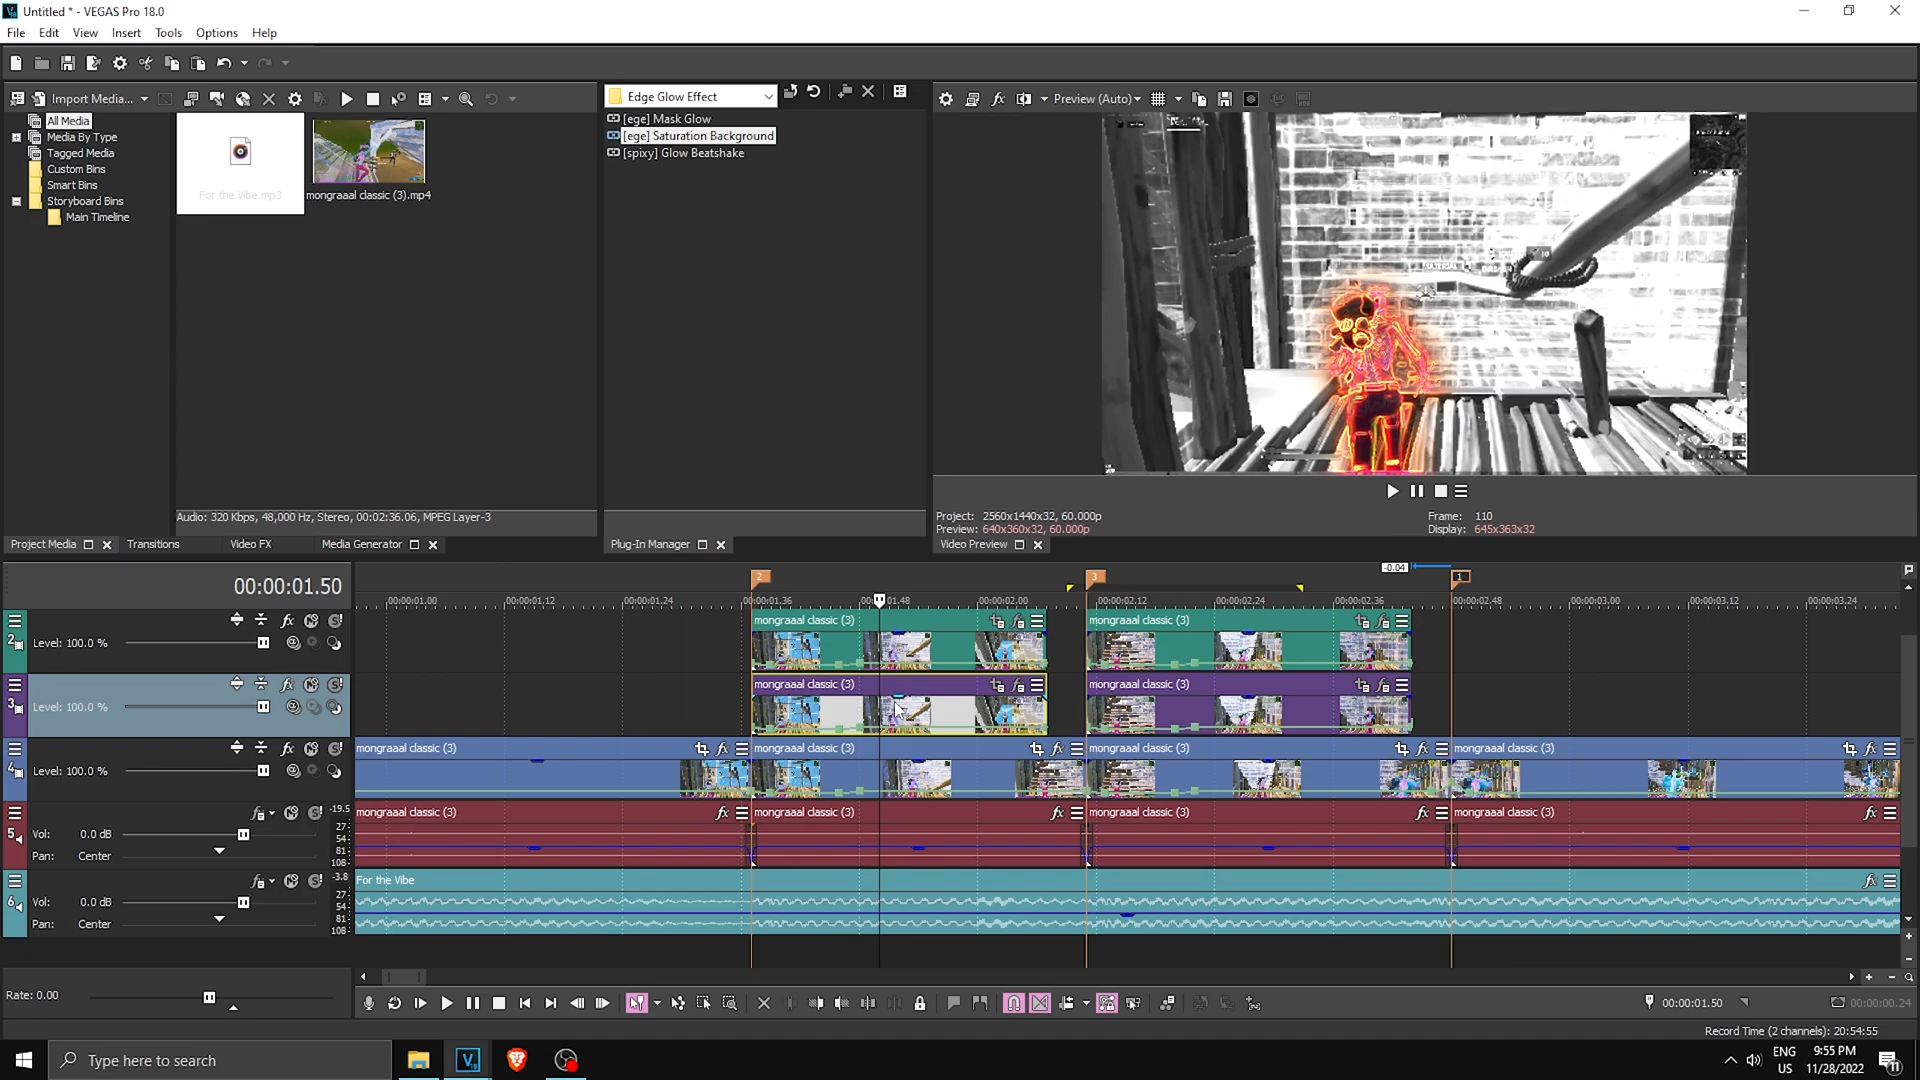 Untitled * - VEGAS Pro 18.0
File Edit View Insert Tools Options Help
Import Media...
All Media
Media By Type
Tagged Media
Custom Bins
Smart Bins
Storyboard Bins
Main Timeline
For the Vibe.mp3
mongraaal classic (3).mp4
Audio: 320 Kbps, 48,000 Hz, Stereo, 00:02:36.06, MPEG Layer-3
Project Media
Transitions
Video FX
Media Generator
Edge Glow Effect
[ege] Mask Glow
[ege] Saturation Background
[spixy] Glow Beatshake
Plug-In Manager
Preview (Auto)
Project: 2560x1440x32, 60.000p
Preview: 640x360x32, 60.000p
Frame: 110
Display: 645x363x32
Video Preview
00:00:01.50
2
3
-0.04
1
00:00:01.00
00:00:01.12
00:00:01.24
00:00:01.36
00:00:01.48
00:00:02.00
00:00:02.12
00:00:02.24
00:00:02.36
00:00:02.48
00:00:03.00
00:00:03.12
00:00:03.24
2
Level: 100.0 %
mongraaal classic (3)
mongraaal classic (3)
3
Level: 100.0 %
mongraaal classic (3)
mongraaal classic (3)
4
Level: 100.0 %
mongraaal classic (3)
mongraaal classic (3)
mongraaal classic (3)
mongraaal classic (3)
5
Vol: 0.0 dB
Pan: Center
-19.5
27
54
81
108
mongraaal classic (3)
mongraaal classic (3)
mongraaal classic (3)
mongraaal classic (3)
6
Vol: 0.0 dB
Pan: Center
-3.8
27
54
81
108
For the Vibe
Rate: 0.00
00:00:01.50
00:00:00.24
Record Time (2 channels): 20:54:55
Type here to search
ENG
US
9:55 PM
11/28/2022
11